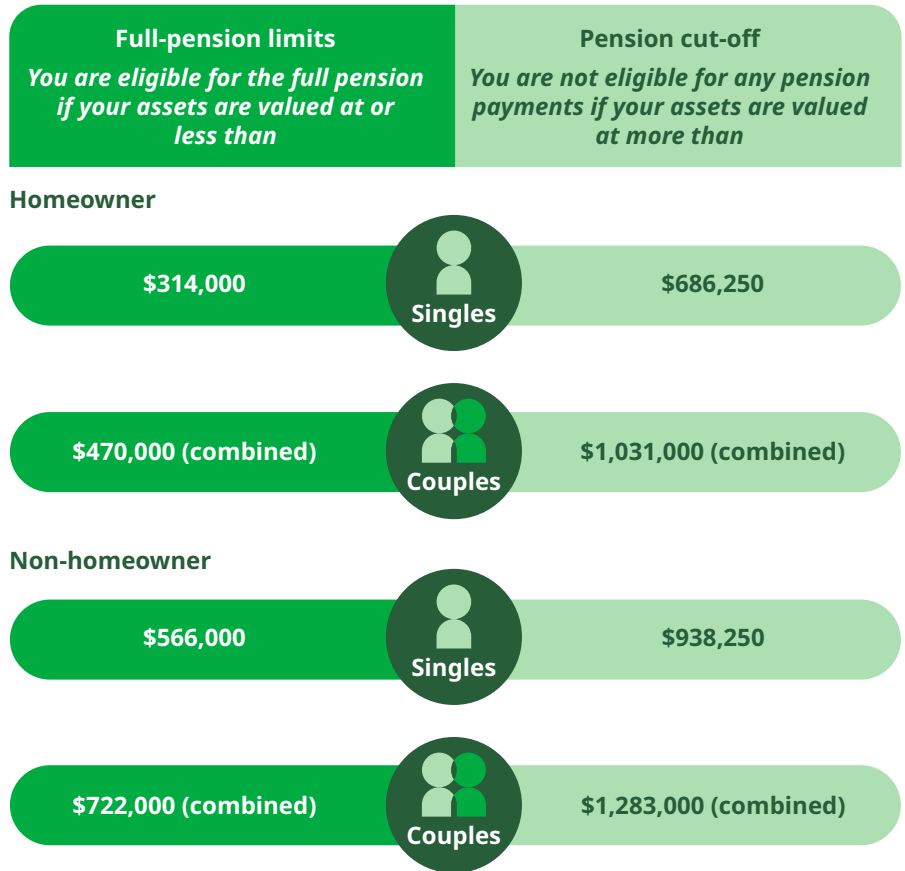 Full-pension limits
You are eligible for the full pension
if your assets are valued at or
less than
Pension cut-off
You are not eligible for any pension
payments if your assets are valued
at more than
Homeowner
$314,000
Singles
$686,250
$470,000 (combined)
Couples
$1,031,000 (combined)
Non-homeowner
$566,000
Singles
$938,250
$722,000 (combined)
Couples
$1,283,000 (combined)